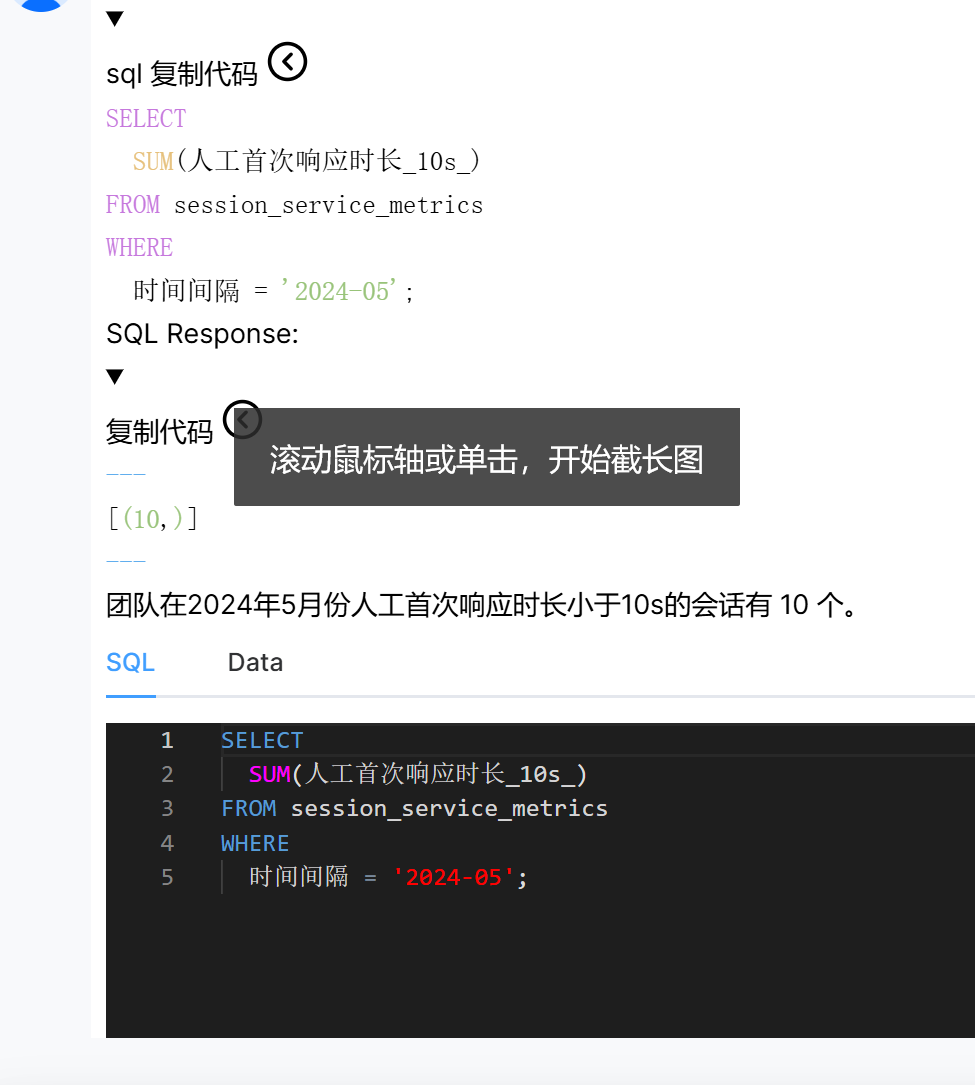 sql 复制代码
SELECT
SUM(人工首次响应时长_10s_)
FROM session_service_metrics
WHERE
时间间隔 = '2024-05';
SQL Response:
复制代码
滚动鼠标轴或单击，开始截长图
---
[(10,)]
---
团队在2024年5月份人工首次响应时长小于10s的会话有 10 个。
SQL Data
1 SELECT
2 SUM(人工首次响应时长_10s_)
3 FROM session_service_metrics
4 WHERE
5 时间间隔 = '2024-05';